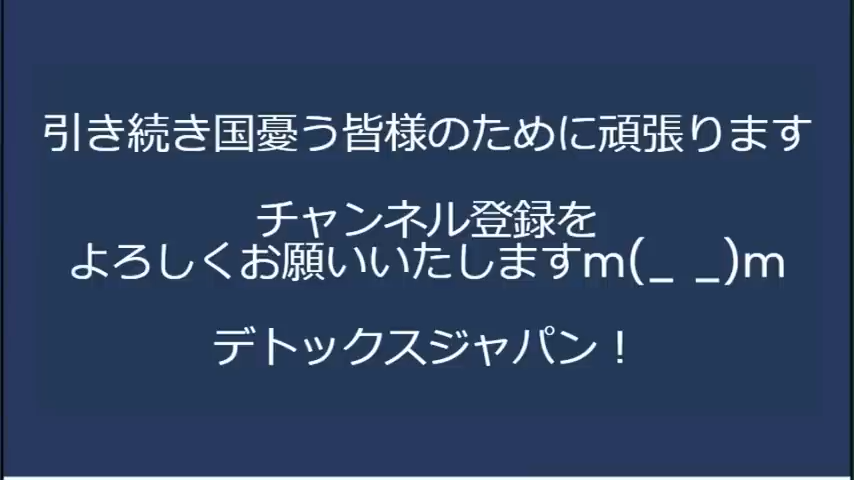 引き続き国憂う皆様のために頑張ります
チャンネル登録を
よろしくお願いいたしますm(_ _)m
デトックスジャパン！